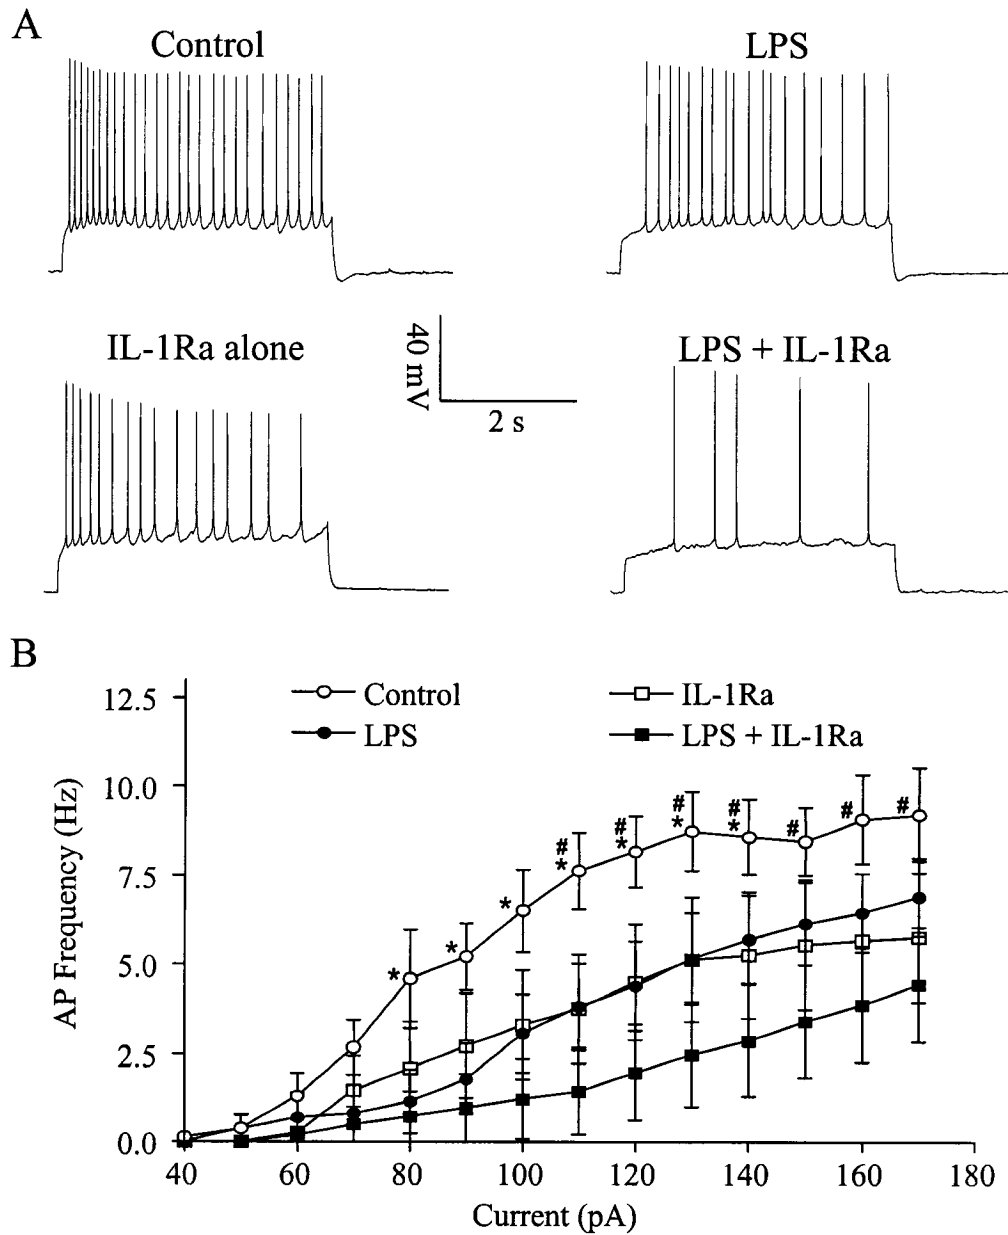 A
Control
LPS
IL-1Ra alone
40 mV
2 s
LPS + IL-1Ra
B
12.5
10.0
7.5
5.0
2.5
0.0
AP Frequency (Hz)
Control
LPS
IL-1Ra
LPS + IL-1Ra
*
*
*
#
*
#
*
#
*
#
*
#
#
#
40
60
80
100
120
140
160
180
Current (pA)